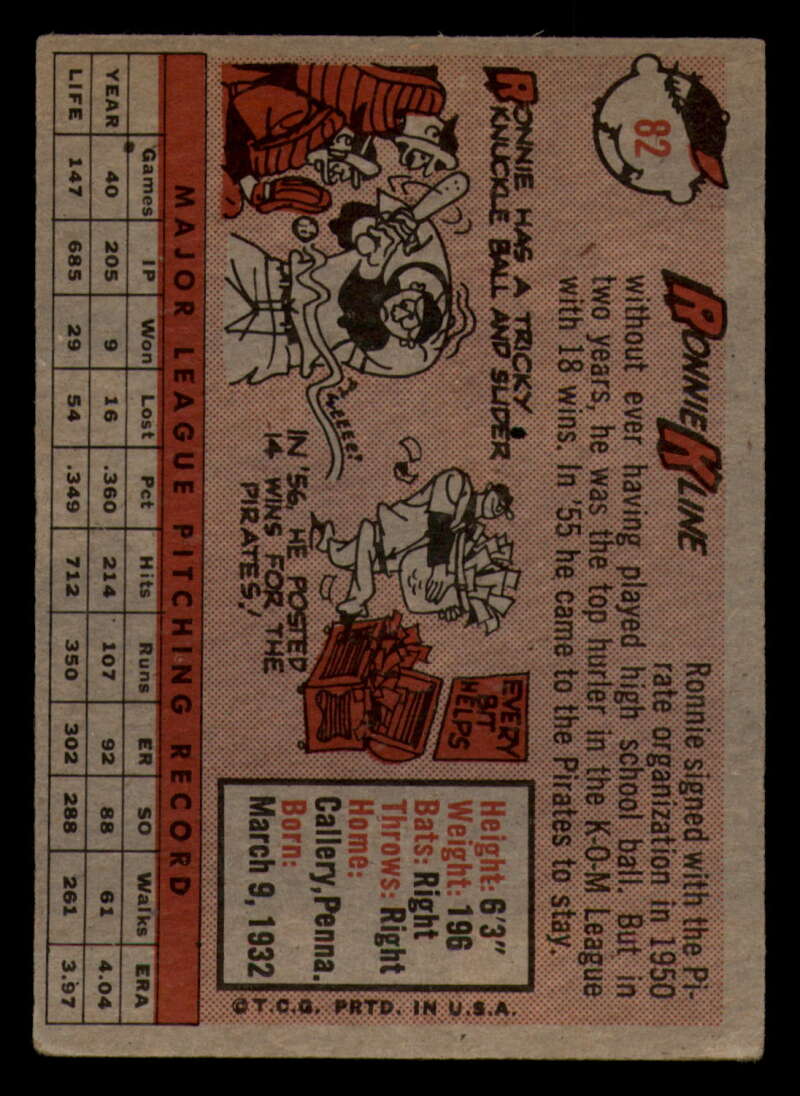 82
RONNIE KLINE
Ronnie signed with the Pi-
rate organization in 1950
without ever having played high school ball. But in
two years, he was the top hurler in the K-O-M League
with 18 wins. In '55 he came to the Pirates to stay.
RONNIE HAS A TRICKY
KNUCKLE BALL AND SLIDER
IN '56, HE POSTED
14 WINS FOR THE
PIRATES!
EVERY
BIT
HELPS
Height: 6'3"
Weight: 196
Bats: Right
Throws: Right
Home:
Callery, Penna.
Born:
March 9, 1932
©T.C.G. PRTD. IN U.S.A.
MAJOR LEAGUE PITCHING RECORD
Games IP Won Lost Pct Hits Runs ER SO Walks ERA
YEAR 40 205 9 16 .360 214 107 92 88 61 4.04
LIFE 147 685 29 54 .349 712 350 302 288 261 3.97